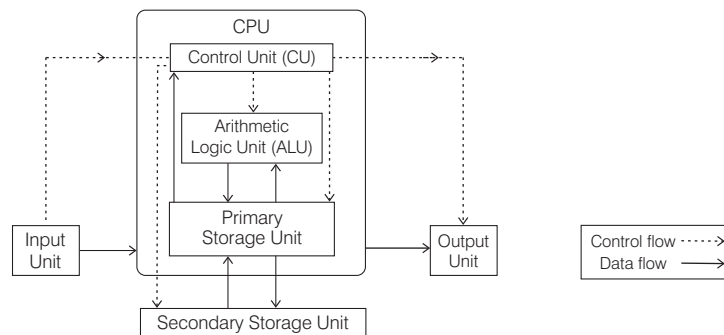 CPU
Control Unit (CU)
Arithmetic
Logic Unit (ALU)
Primary
Storage Unit
Input
Unit
Output
Unit
Secondary Storage Unit
Control flow
Data flow